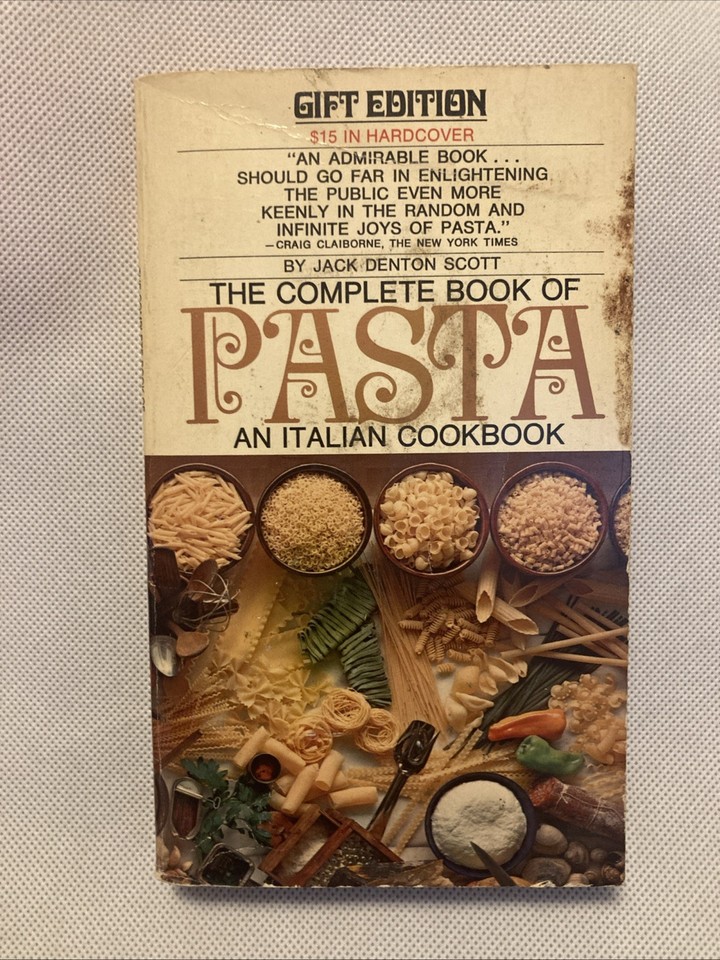 GIFT EDITION
$15 IN HARDCOVER
"AN ADMIRABLE BOOK . . .
SHOULD GO FAR IN ENLIGHTENING
THE PUBLIC EVEN MORE
KEENLY IN THE RANDOM AND
INFINITE JOYS OF PASTA."
—CRAIG CLAIBORNE, THE NEW YORK TIMES
BY JACK DENTON SCOTT
THE COMPLETE BOOK OF
PASTA
AN ITALIAN COOKBOOK